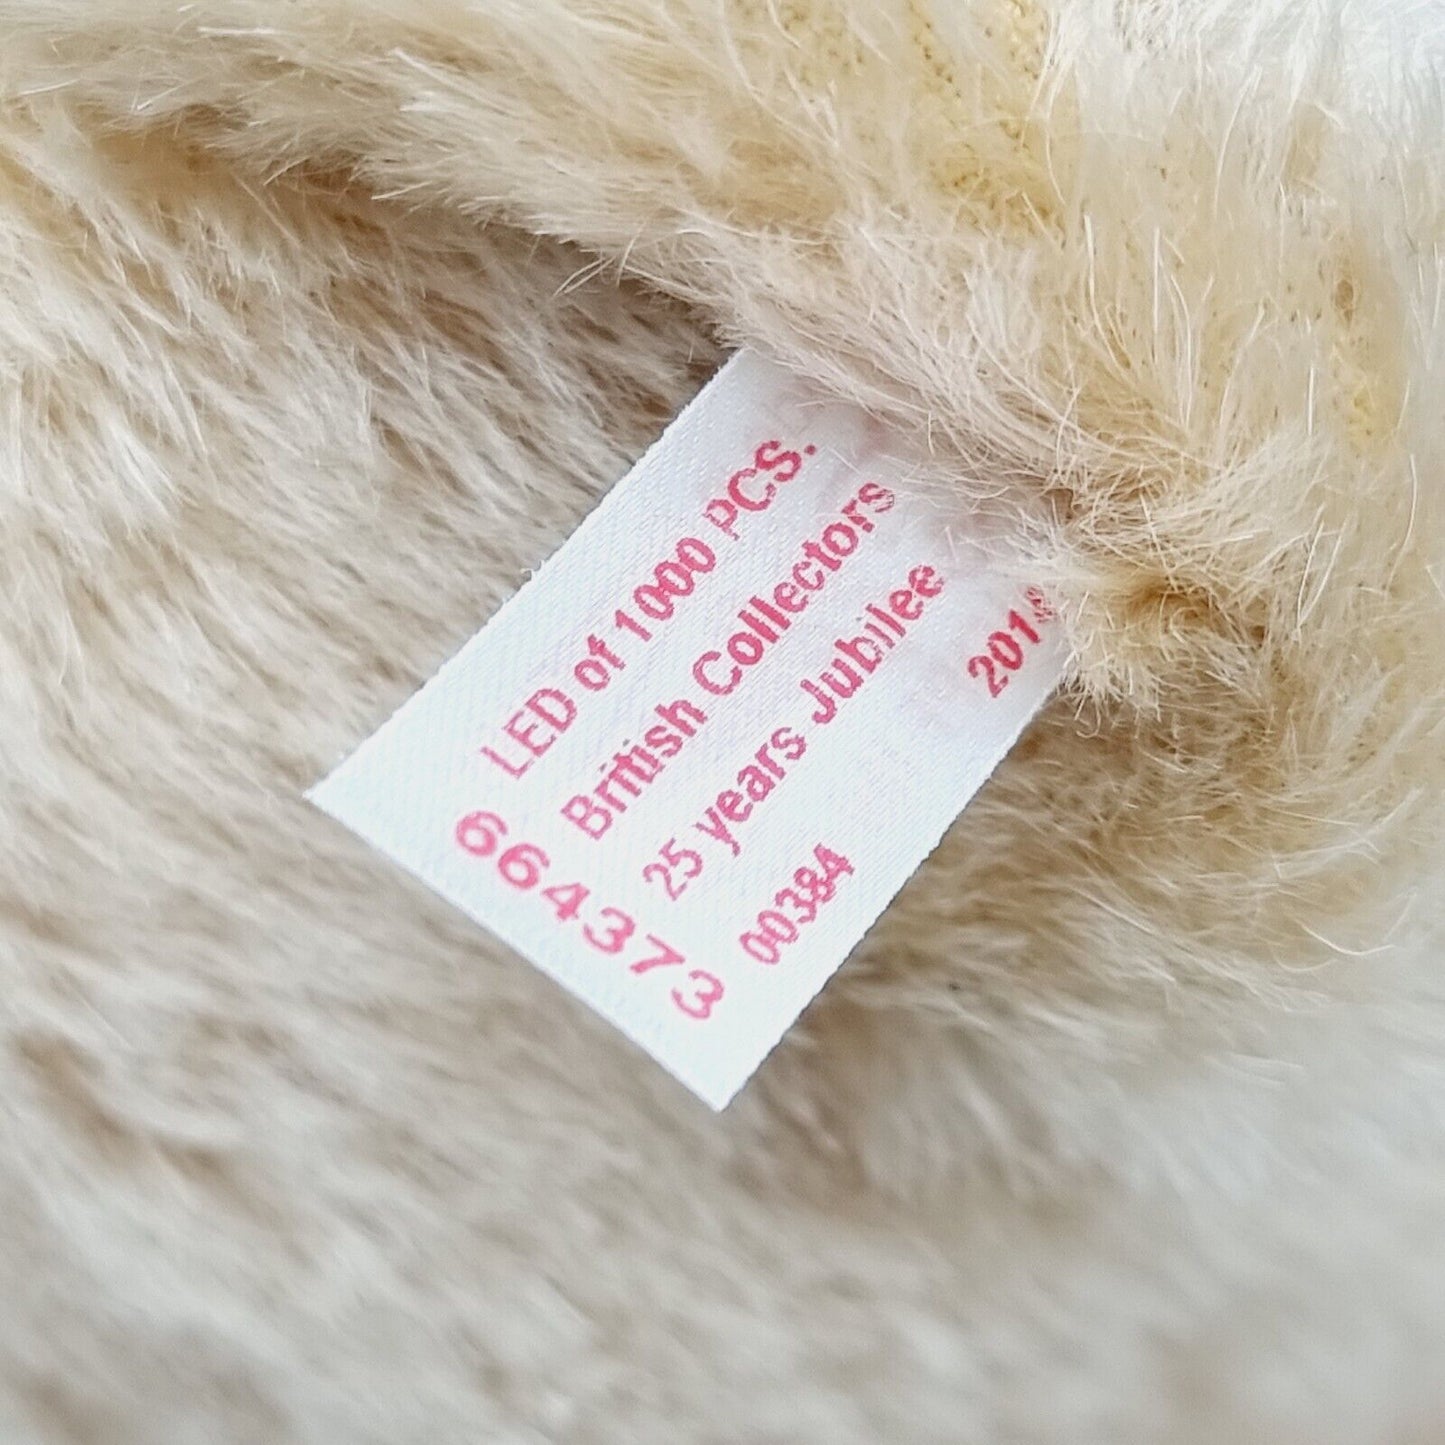 LED of 1000 PCS.
British Collectors
25 years Jubilee
00384
664373